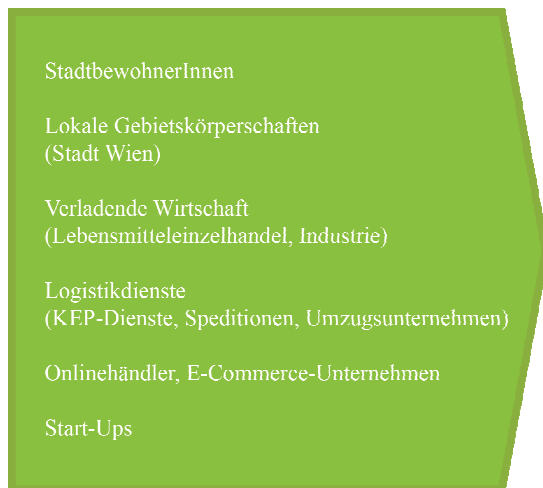 StadtbewohnerInnen
Lokale Gebietskörperschaften
(Stadt Wien)
Verladende Wirtschaft
(Lebensmitteleinzelhandel, Industrie)
Logistikdienste
(KEP-Dienste, Speditionen, Umzugsunternehmen)
Onlinehändler, E-Commerce-Unternehmen
Start-Ups